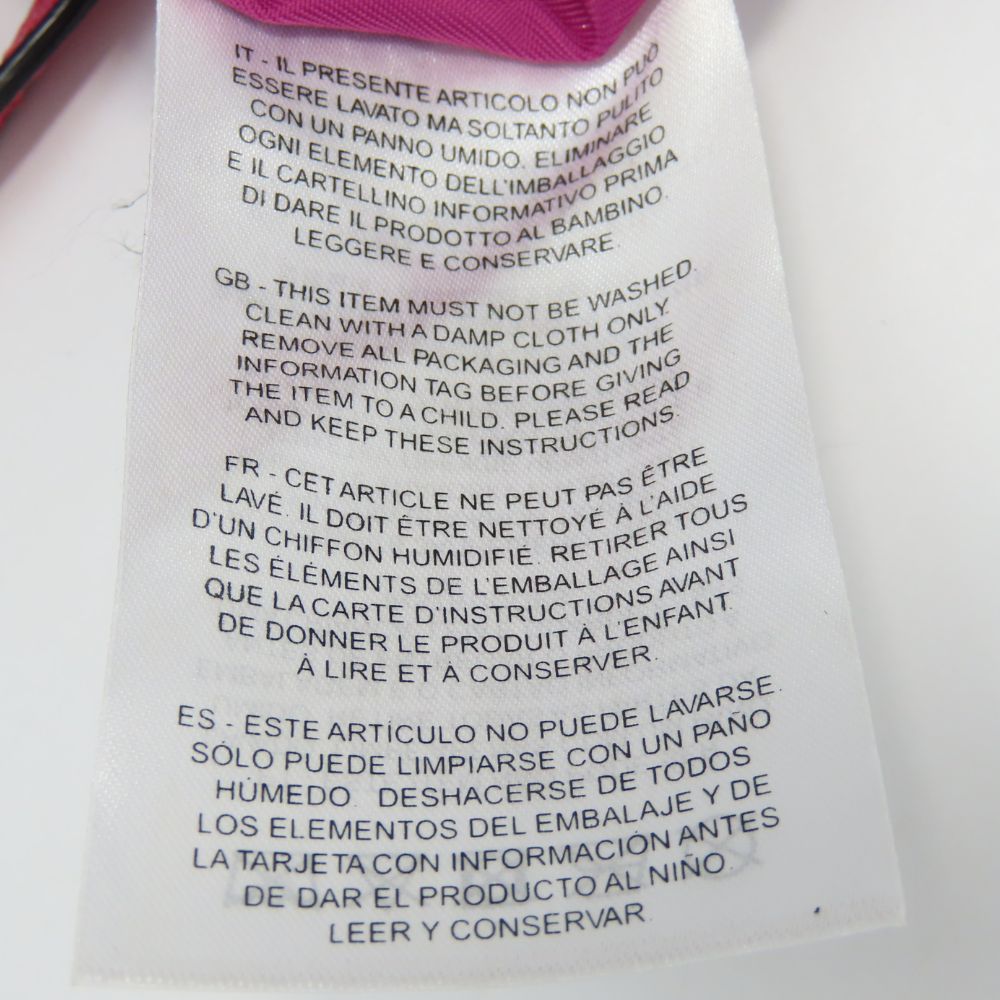 IT - IL PRESENTE ARTICOLO NON PUÒ
ESSERE LAVATO MA SOLTANTO PULITO
CON UN PANNO UMIDO. ELIMINARE
OGNI ELEMENTO DELL'IMBALLAGGIO
E IL CARTELLINO INFORMATIVO PRIMA
DI DARE IL PRODOTTO AL BAMBINO.
LEGGERE E CONSERVARE.
GB - THIS ITEM MUST NOT BE WASHED.
CLEAN WITH A DAMP CLOTH ONLY.
REMOVE ALL PACKAGING AND THE
INFORMATION TAG BEFORE GIVING
THE ITEM TO A CHILD. PLEASE READ
AND KEEP THESE INSTRUCTIONS.
FR - CET ARTICLE NE PEUT PAS ÊTRE
LAVÉ. IL DOIT ÊTRE NETTOYÉ À L'AIDE
D'UN CHIFFON HUMIDIFIÉ. RETIRER TOUS
LES ÉLÉMENTS DE L'EMBALLAGE AINSI
QUE LA CARTE D'INSTRUCTIONS AVANT
DE DONNER LE PRODUIT À L'ENFANT.
À LIRE ET À CONSERVER.
ES - ESTE ARTÍCULO NO PUEDE LAVARSE.
SÓLO PUEDE LIMPIARSE CON UN PAÑO
HÚMEDO. DESHACERSE DE TODOS
LOS ELEMENTOS DEL EMBALAJE Y DE
LA TARJETA CON INFORMACIÓN ANTES
DE DAR EL PRODUCTO AL NIÑO.
LEER Y CONSERVAR.